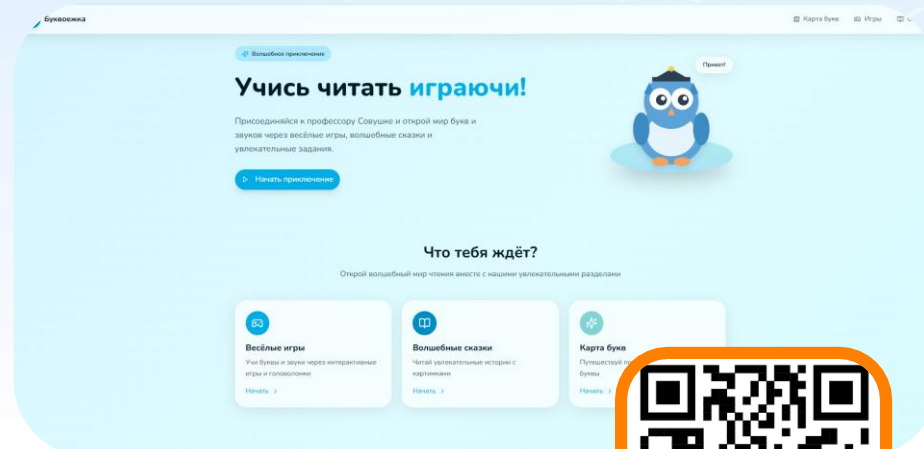 Буквоежка
Карта букв
Игры
Волшебное приключение
Привет!
Учись читать играючи!
Присоединяйся к профессору Совушке и открой мир букв и
звуков через весёлые игры, волшебные сказки и
увлекательные задания.
Начать приключение
Что тебя ждёт?
Открой волшебный мир чтения вместе с нашими увлекательными разделами
Весёлые игры
Учи буквы и звуки через интерактивные
игры и головоломки
Начать
Волшебные сказки
Читай увлекательные истории с
картинками
Начать
Карта букв
Путешествуй
буквы
Начать